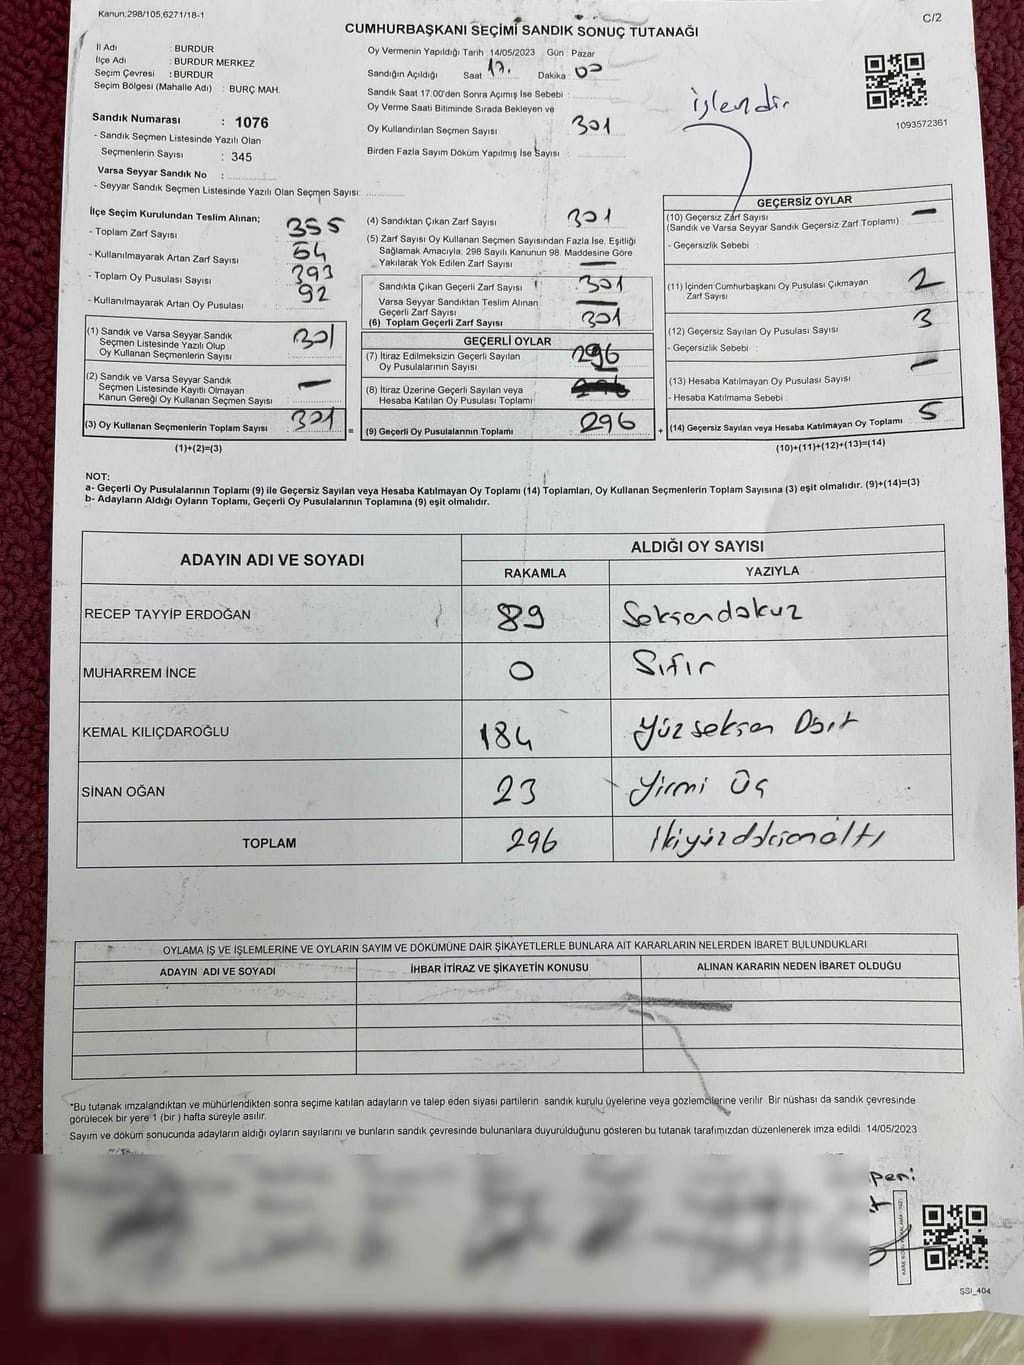 Kanun.298/105;6271/18-1
C/2
CUMHURBAŞKANI SEÇİMİ SANDIK SONUÇ TUTANAĞI
İl Adı : BURDUR
İlçe Adı : BURDUR MERKEZ
Seçim Çevresi : BURDUR
Seçim Bölgesi (Mahalle Adı) : BURÇ MAH.
Sandık Numarası : 1076
- Sandık Seçmen Listesinde Yazılı Olan
Seçmenlerin Sayısı : 345
Varsa Seyyar Sandık No :
- Seyyar Sandık Seçmen Listesinde Yazılı Olan Seçmen Sayısı:
Oy Vermenin Yapıldığı Tarih : 14/05/2023 Gün : Pazar
Sandığın Açıldığı Saat 17. Dakika : 00
Sandık Saat 17:00'den Sonra Açımış İse Sebebi :
Oy Verme Saati Bitiminde Sırada Bekleyen ve
Oy Kullandırılan Seçmen Sayısı : 301
Birden Fazla Sayım Döküm Yapılmış İse Sayısı :
işlendi.
1093572361
İlçe Seçim Kurulundan Teslim Alınan;
- Toplam Zarf Sayısı : 355
- Kullanılmayarak Artan Zarf Sayısı : 54
- Toplam Oy Pusulası Sayısı : 393
- Kullanılmayarak Artan Oy Pusulası : 92
(1) Sandık ve Varsa Seyyar Sandık
Seçmen Listesinde Yazılı Olup
Oy Kullanan Seçmenlerin Sayısı : 301
(2) Sandık ve Varsa Seyyar Sandık
Seçmen Listesinde Kayıtlı Olmayan
Kanun Gereği Oy Kullanan Seçmen Sayısı : —
(3) Oy Kullanan Seçmenlerin Toplam Sayısı : 301 =
(1)+(2)=(3)
(4) Sandıktan Çıkan Zarf Sayısı : 301
(5) Zarf Sayısı Oy Kullanan Seçmen Sayısından Fazla İse, Eşitliği
Sağlamak Amacıyla, 298 Sayılı Kanunun 98. Maddesine Göre
Yakılarak Yok Edilen Zarf Sayısı : —
Sandıkta Çıkan Geçerli Zarf Sayısı : 301
Varsa Seyyar Sandıktan Teslim Alınan
Geçerli Zarf Sayısı : —
(6) Toplam Geçerli Zarf Sayısı : 301
GEÇERLİ OYLAR
(7) İtiraz Edilmeksizin Geçerli Sayılan
Oy Pusulalarının Sayısı : 296
(8) İtiraz Üzerine Geçerli Sayılan veya
Hesaba Katılan Oy Pusulası Toplamı :
(9) Geçerli Oy Pusulalarının Toplamı : 296 +
GEÇERSİZ OYLAR
(10) Geçersiz Zarf Sayısı : —
(Sandık ve Varsa Seyyar Sandık Geçersiz Zarf Toplamı)
- Geçersizlik Sebebi :
(11) İçinden Cumhurbaşkanı Oy Pusulası Çıkmayan
Zarf Sayısı : 2
(12) Geçersiz Sayılan Oy Pusulası Sayısı : 3
- Geçersizlik Sebebi :
(13) Hesaba Katılmayan Oy Pusulası Sayısı : —
- Hesaba Katılmama Sebebi :
(14) Geçersiz Sayılan veya Hesaba Katılmayan Oy Toplamı : 5
(10)+(11)+(12)+(13)=(14)
NOT:
a- Geçerli Oy Pusulalarının Toplamı (9) ile Geçersiz Sayılan veya Hesaba Katılmayan Oy Toplamı (14) Toplamları, Oy Kullanan Seçmenlerin Toplam Sayısına (3) eşit olmalıdır. (9)+(14)=(3)
b- Adayların Aldığı Oyların Toplamı, Geçerli Oy Pusulalarının Toplamına (9) eşit olmalıdır.
ADAYIN ADI VE SOYADI
ALDIĞI OY SAYISI
RAKAMLA YAZIYLA
RECEP TAYYİP ERDOĞAN 89 Seksendokuz
MUHARREM İNCE 0 Sıfır
KEMAL KILIÇDAROĞLU 184 Yüzseksen Dört
SİNAN OĞAN 23 Yirmi Üç
TOPLAM 296 İkiyüzdoksanaltı
OYLAMA İŞ VE İŞLEMLERİNE VE OYLARIN SAYIM VE DÖKÜMÜNE DAİR ŞİKAYETLERLE BUNLARA AİT KARARLARIN NELERDEN İBARET BULUNDUKLARI
ADAYIN ADI VE SOYADI İHBAR İTİRAZ VE ŞİKAYETİN KONUSU ALINAN KARARIN NEDEN İBARET OLDUĞU
*Bu tutanak imzalandıktan ve mühürlendikten sonra seçime katılan adayların ve talep eden siyasi partilerin sandık kurulu üyelerine veya gözlemcilerine verilir. Bir nüshası da sandık çevresinde
görülecek bir yere 1 (bir ) hafta süreyle asılır.
Sayım ve döküm sonucunda adayların aldığı oyların sayılarını ve bunların sandık çevresinde bulunanlara duyurulduğunu gösteren bu tutanak tarafımızdan düzenlenerek imza edildi. 14/05/2023
SSI_404